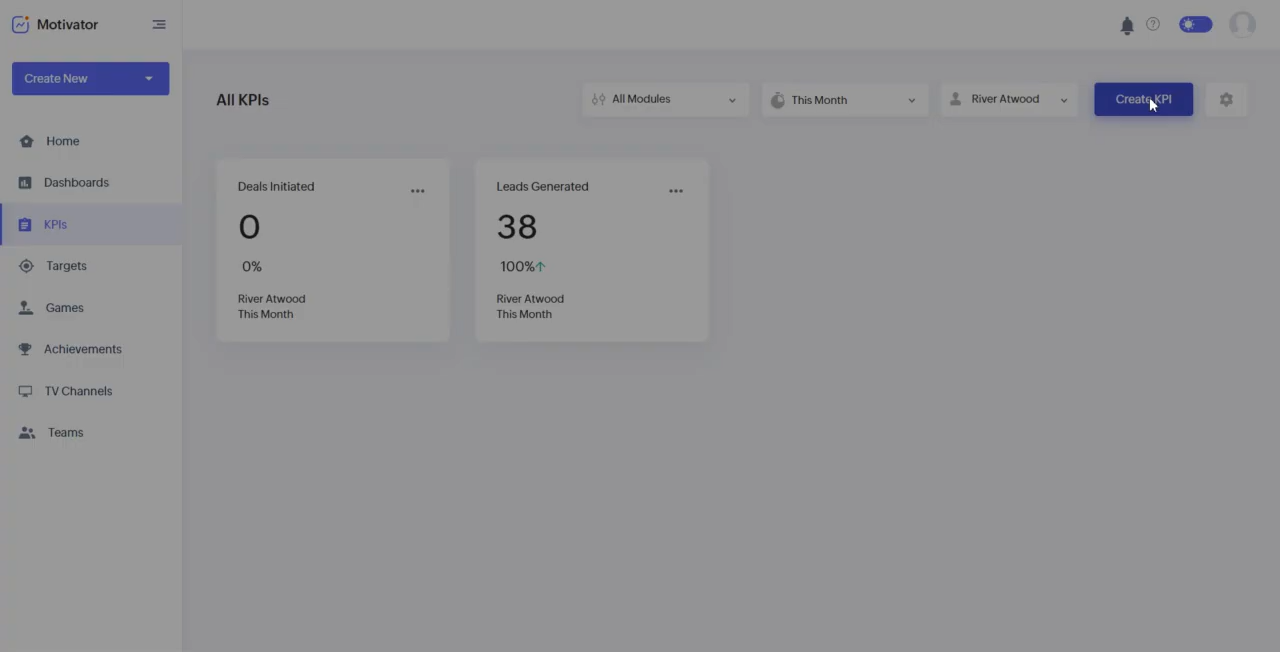 Motivator
Create New
Home
Dashboards
KPIs
Targets
Games
Achievements
TV Channels
Teams
All KPIs
All Modules
This Month
River Atwood
Create KPI
Deals Initiated
0
0%
River Atwood
This Month
Leads Generated
38
100%↑
River Atwood
This Month